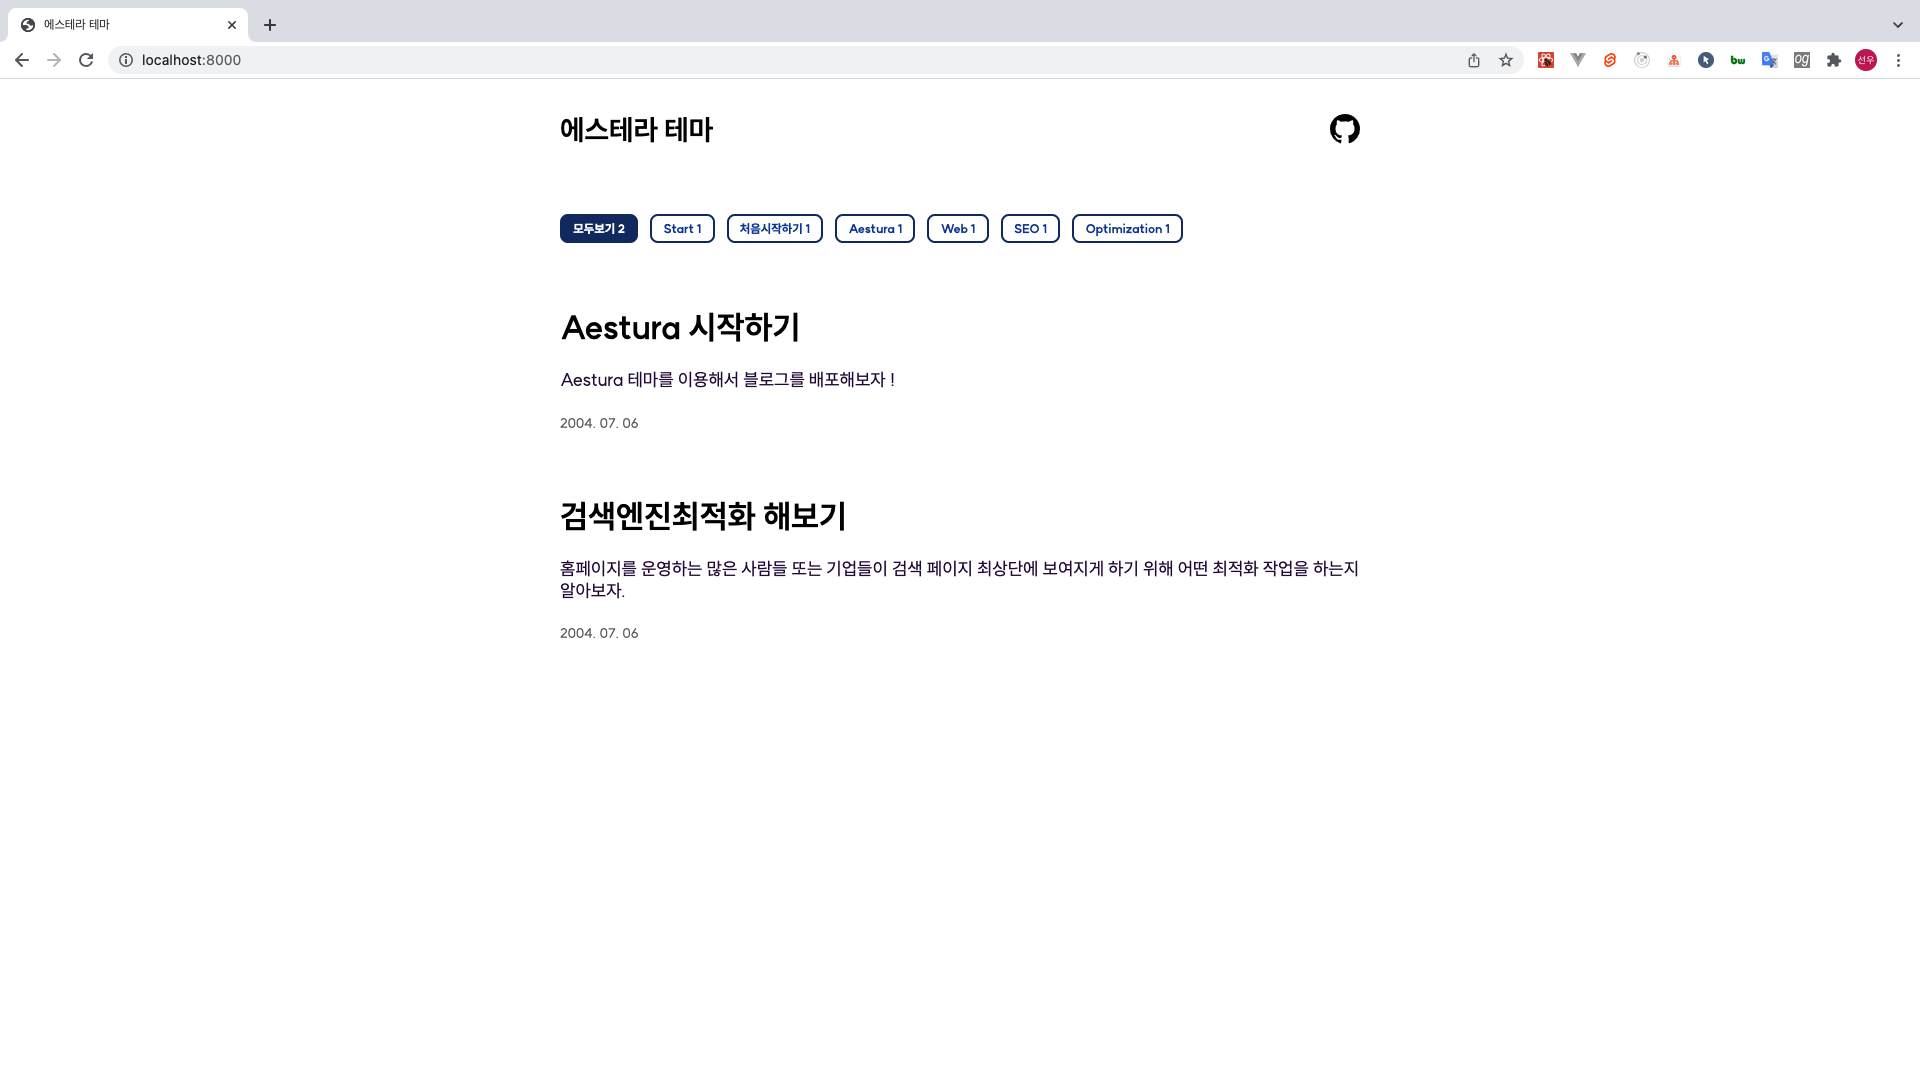 에스테라 테마
localhost:8000
bw
og
선우
에스테라 테마
모두보기 2 Start 1 처음시작하기 1 Aestura 1 Web 1 SEO 1 Optimization 1
Aestura 시작하기
Aestura 테마를 이용해서 블로그를 배포해보자 !
2004. 07. 06
검색엔진최적화 해보기
홈페이지를 운영하는 많은 사람들 또는 기업들이 검색 페이지 최상단에 보여지게 하기 위해 어떤 최적화 작업을 하는지
알아보자.
2004. 07. 06